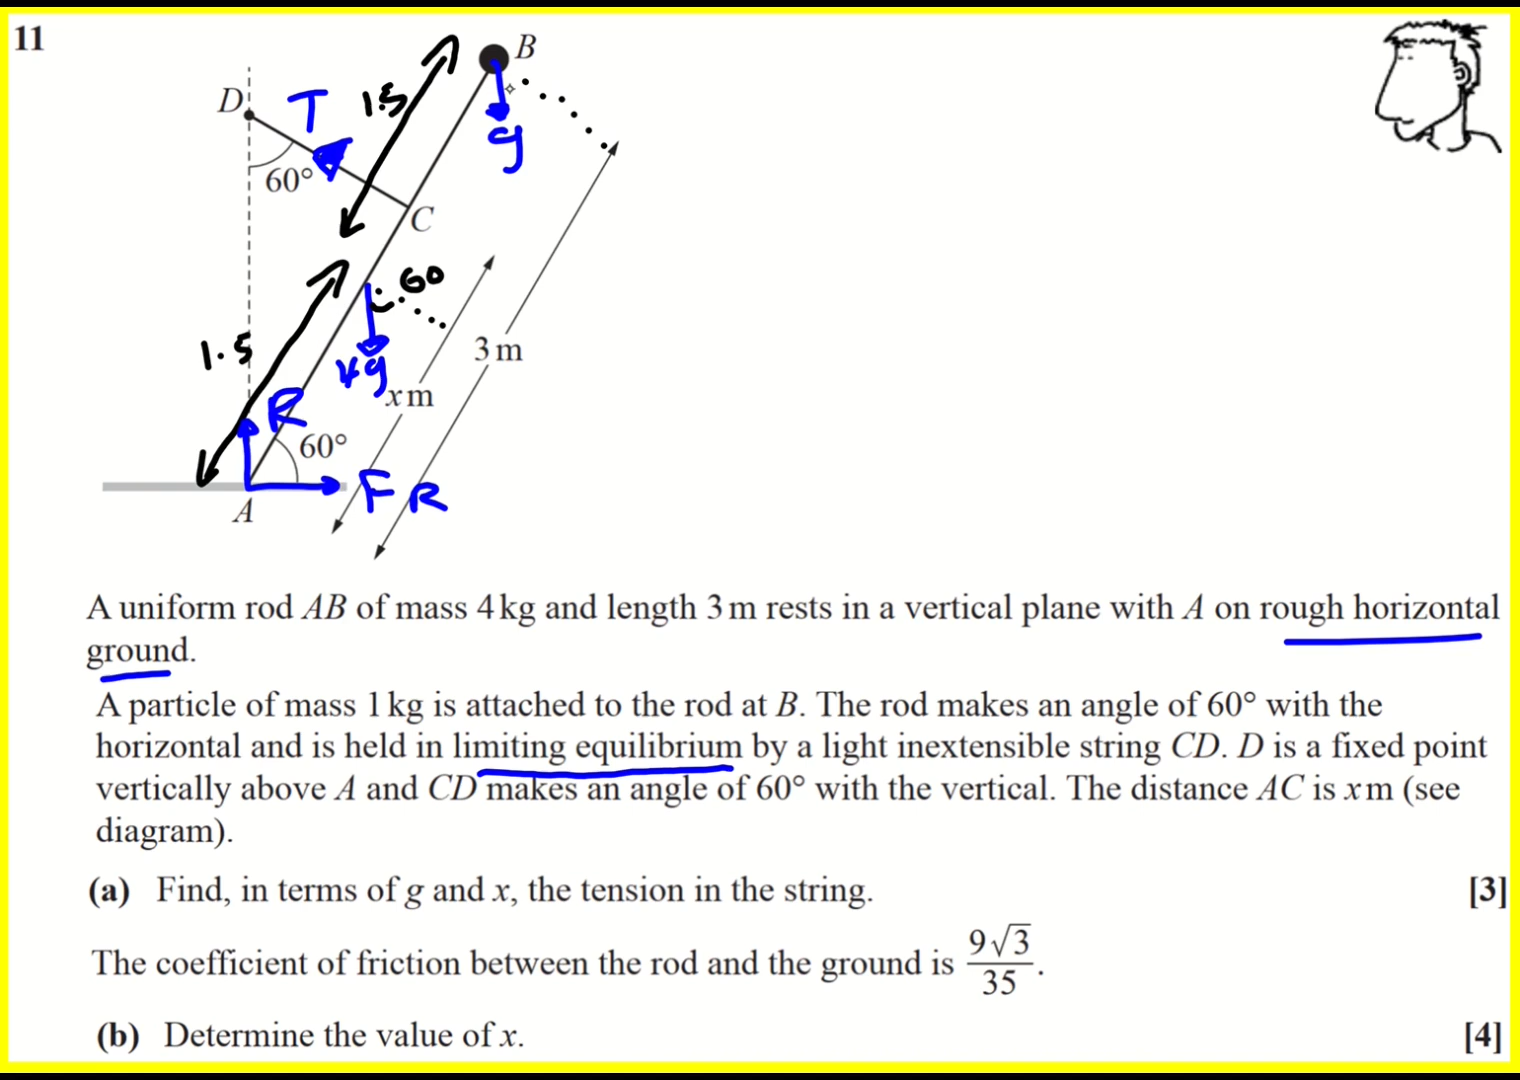 11
B
D
T
1.5
g
60°
C
60
1.5
3 m
4g
x m
R
60°
F R
A
A uniform rod AB of mass 4 kg and length 3 m rests in a vertical plane with A on rough horizontal
ground.
A particle of mass 1 kg is attached to the rod at B. The rod makes an angle of 60° with the
horizontal and is held in limiting equilibrium by a light inextensible string CD. D is a fixed point
vertically above A and CD makes an angle of 60° with the vertical. The distance AC is x m (see
diagram).
(a) Find, in terms of g and x, the tension in the string. [3]
The coefficient of friction between the rod and the ground is 9√3/35.
(b) Determine the value of x. [4]